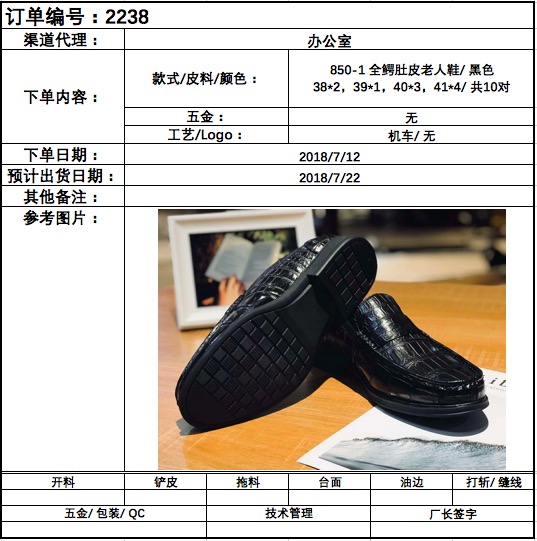 订单编号：2238
渠道代理：
办公室
下单内容：
款式/皮料/颜色：
850-1 全鳄肚皮老人鞋/ 黑色
38*2，39*1，40*3，41*4/ 共10对
五金：
无
工艺/Logo：
机车/ 无
下单日期：
2018/7/12
预计出货日期：
2018/7/22
其他备注：
参考图片：
开料
铲皮
拖料
台面
油边
打斩/ 缝线
五金/ 包装/ QC
技术管理
厂长签字